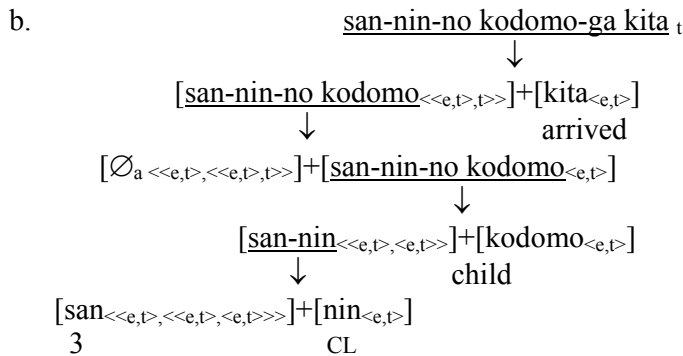 b. san-nin-no kodomo-ga kita t
↓
[san-nin-no kodomo<<e,t>,t>>]+[kita<e,t>]
↓ arrived
[∅a <<e,t>,<<e,t>,t>>]+[san-nin-no kodomo<e,t>]
↓
[san-nin<<e,t>,<e,t>>]+[kodomo<e,t>]
↓ child
[san<<e,t>,<<e,t>,<e,t>>>]+[nin<e,t>]
3 CL